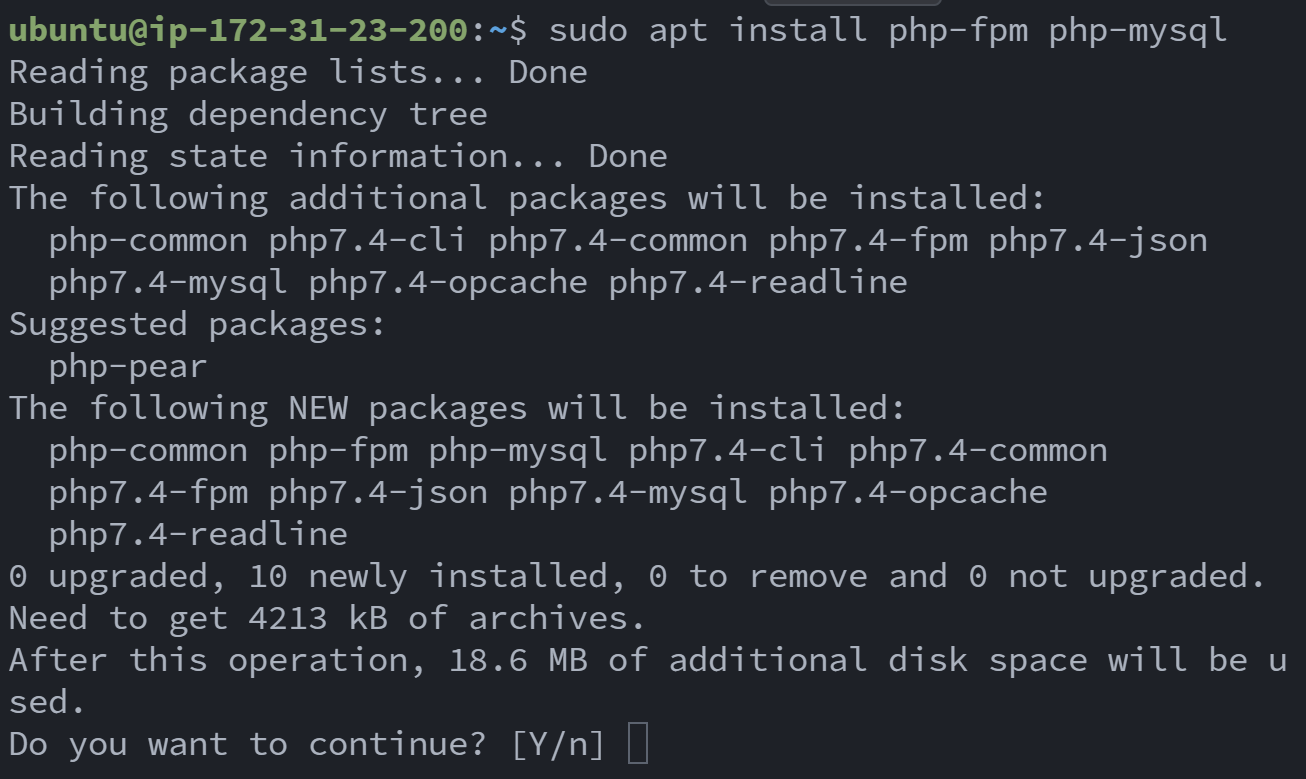 ubuntu@ip-172-31-23-200:~$ sudo apt install php-fpm php-mysql
Reading package lists... Done
Building dependency tree
Reading state information... Done
The following additional packages will be installed:
  php-common php7.4-cli php7.4-common php7.4-fpm php7.4-json
  php7.4-mysql php7.4-opcache php7.4-readline
Suggested packages:
  php-pear
The following NEW packages will be installed:
  php-common php-fpm php-mysql php7.4-cli php7.4-common
  php7.4-fpm php7.4-json php7.4-mysql php7.4-opcache
  php7.4-readline
0 upgraded, 10 newly installed, 0 to remove and 0 not upgraded.
Need to get 4213 kB of archives.
After this operation, 18.6 MB of additional disk space will be u
sed.
Do you want to continue? [Y/n]